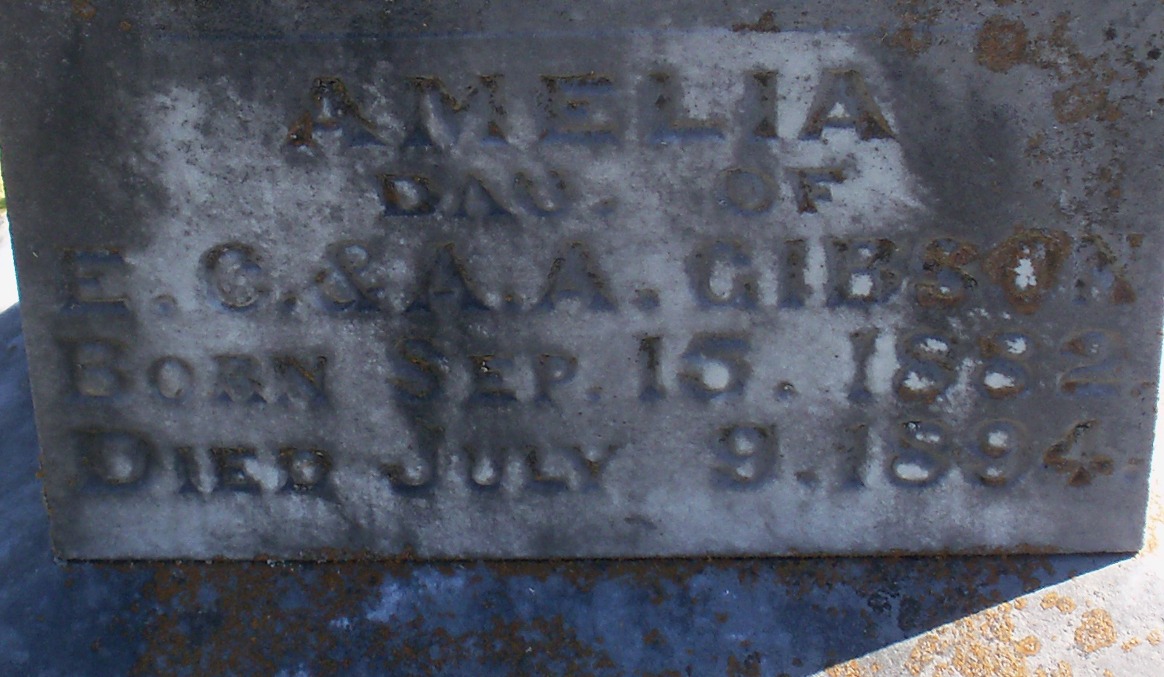 AMELIA
DAU. OF
E. C. & A. A. GIBSON
BORN SEP. 15. 1882.
DIED JULY 9. 1894.